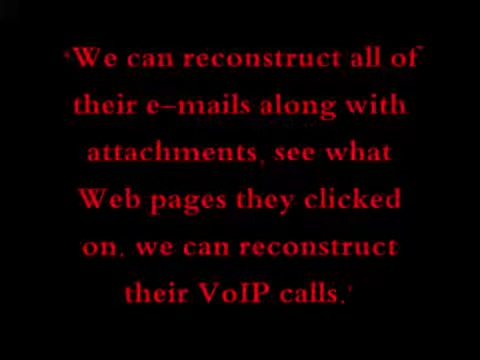 'We can reconstruct all of
their e-mails along with
attachments, see what
Web pages they clicked
on, we can reconstruct
their VoIP calls.'